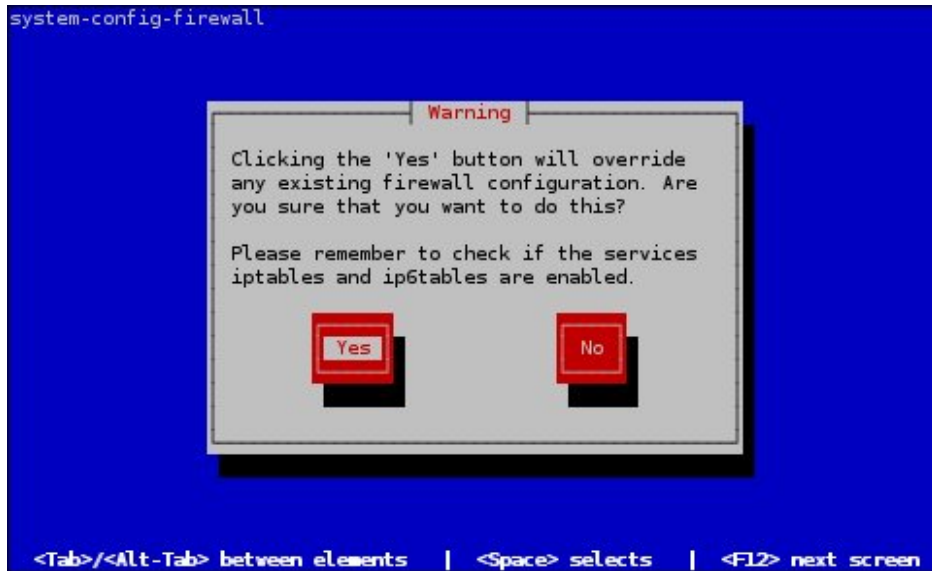 system-config-firewall
Warning
Clicking the 'Yes' button will override
any existing firewall configuration. Are
you sure that you want to do this?
Please remember to check if the services
iptables and ip6tables are enabled.
Yes No
<Tab>/<Alt-Tab> between elements | <Space> selects | <F12> next screen